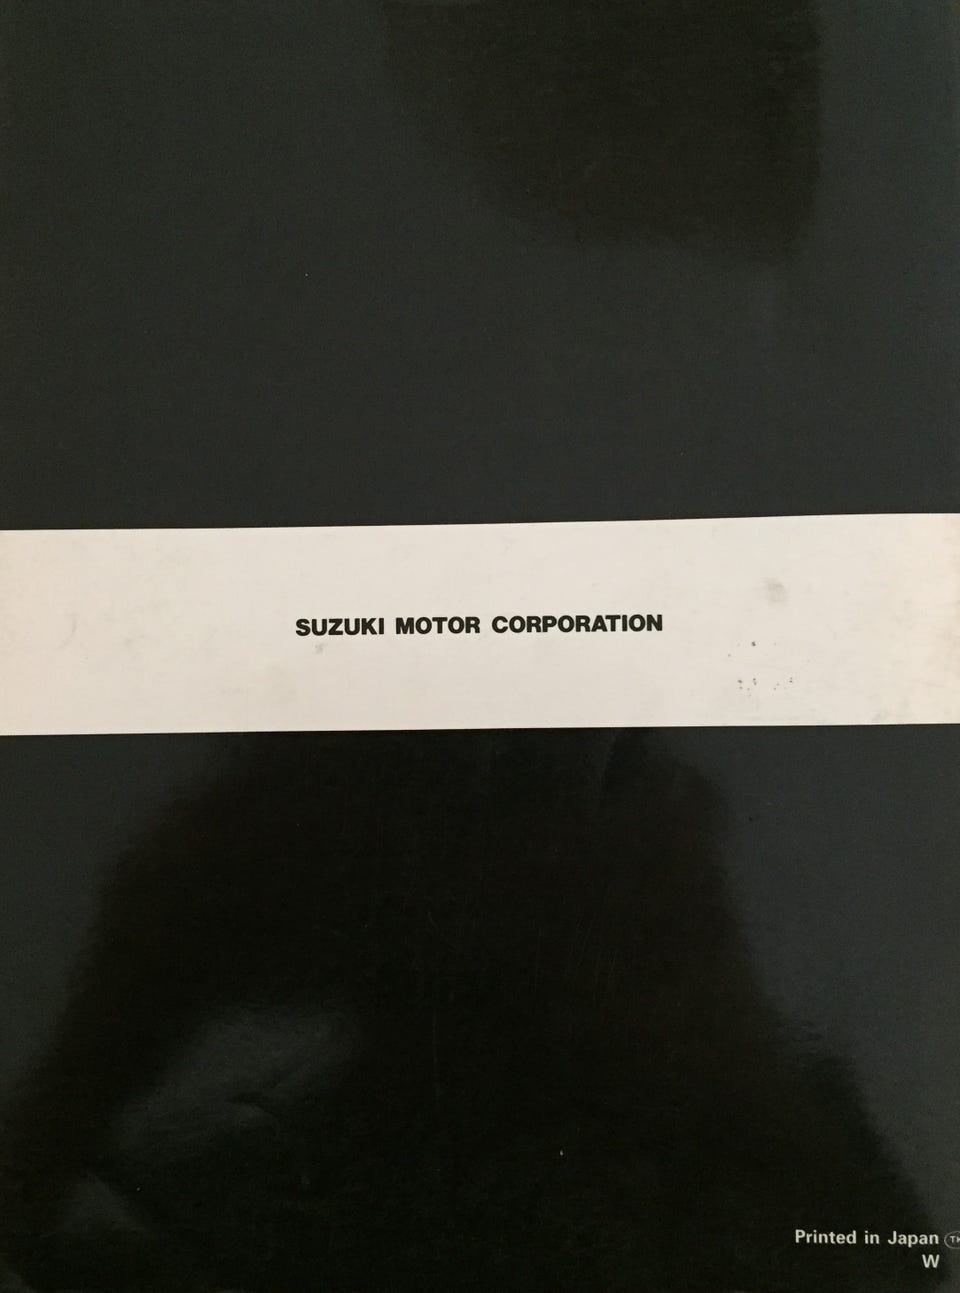 SUZUKI MOTOR CORPORATION
Printed in Japan
W